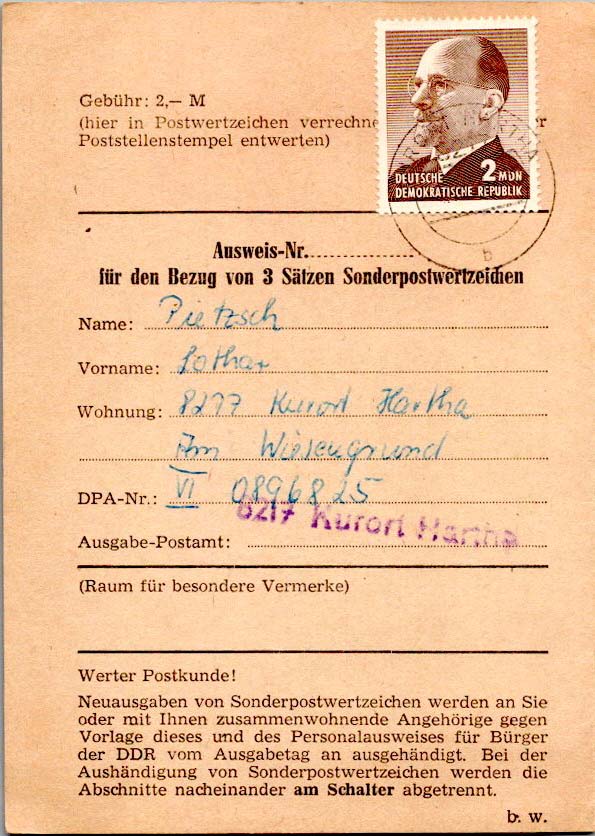 Gebühr: 2,— M
(hier in Postwertzeichen verrechne
Poststellenstempel entwerten)
DEUTSCHE 2 MDN
DEMOKRATISCHE REPUBLIK
b
Ausweis-Nr.
für den Bezug von 3 Sätzen Sonderpostwertzeichen
Name: Pietzsch
Vorname: Lothar
Wohnung: 8217 Kurort Hartha
Am Wiesengrund
DPA-Nr.: VI 0896825
8217 Kurort Hartha
Ausgabe-Postamt:
(Raum für besondere Vermerke)
Werter Postkunde!
Neuausgaben von Sonderpostwertzeichen werden an Sie
oder mit Ihnen zusammenwohnende Angehörige gegen
Vorlage dieses und des Personalausweises für Bürger
der DDR vom Ausgabetag an ausgehändigt. Bei der
Aushändigung von Sonderpostwertzeichen werden die
Abschnitte nacheinander am Schalter abgetrennt.
b. w.